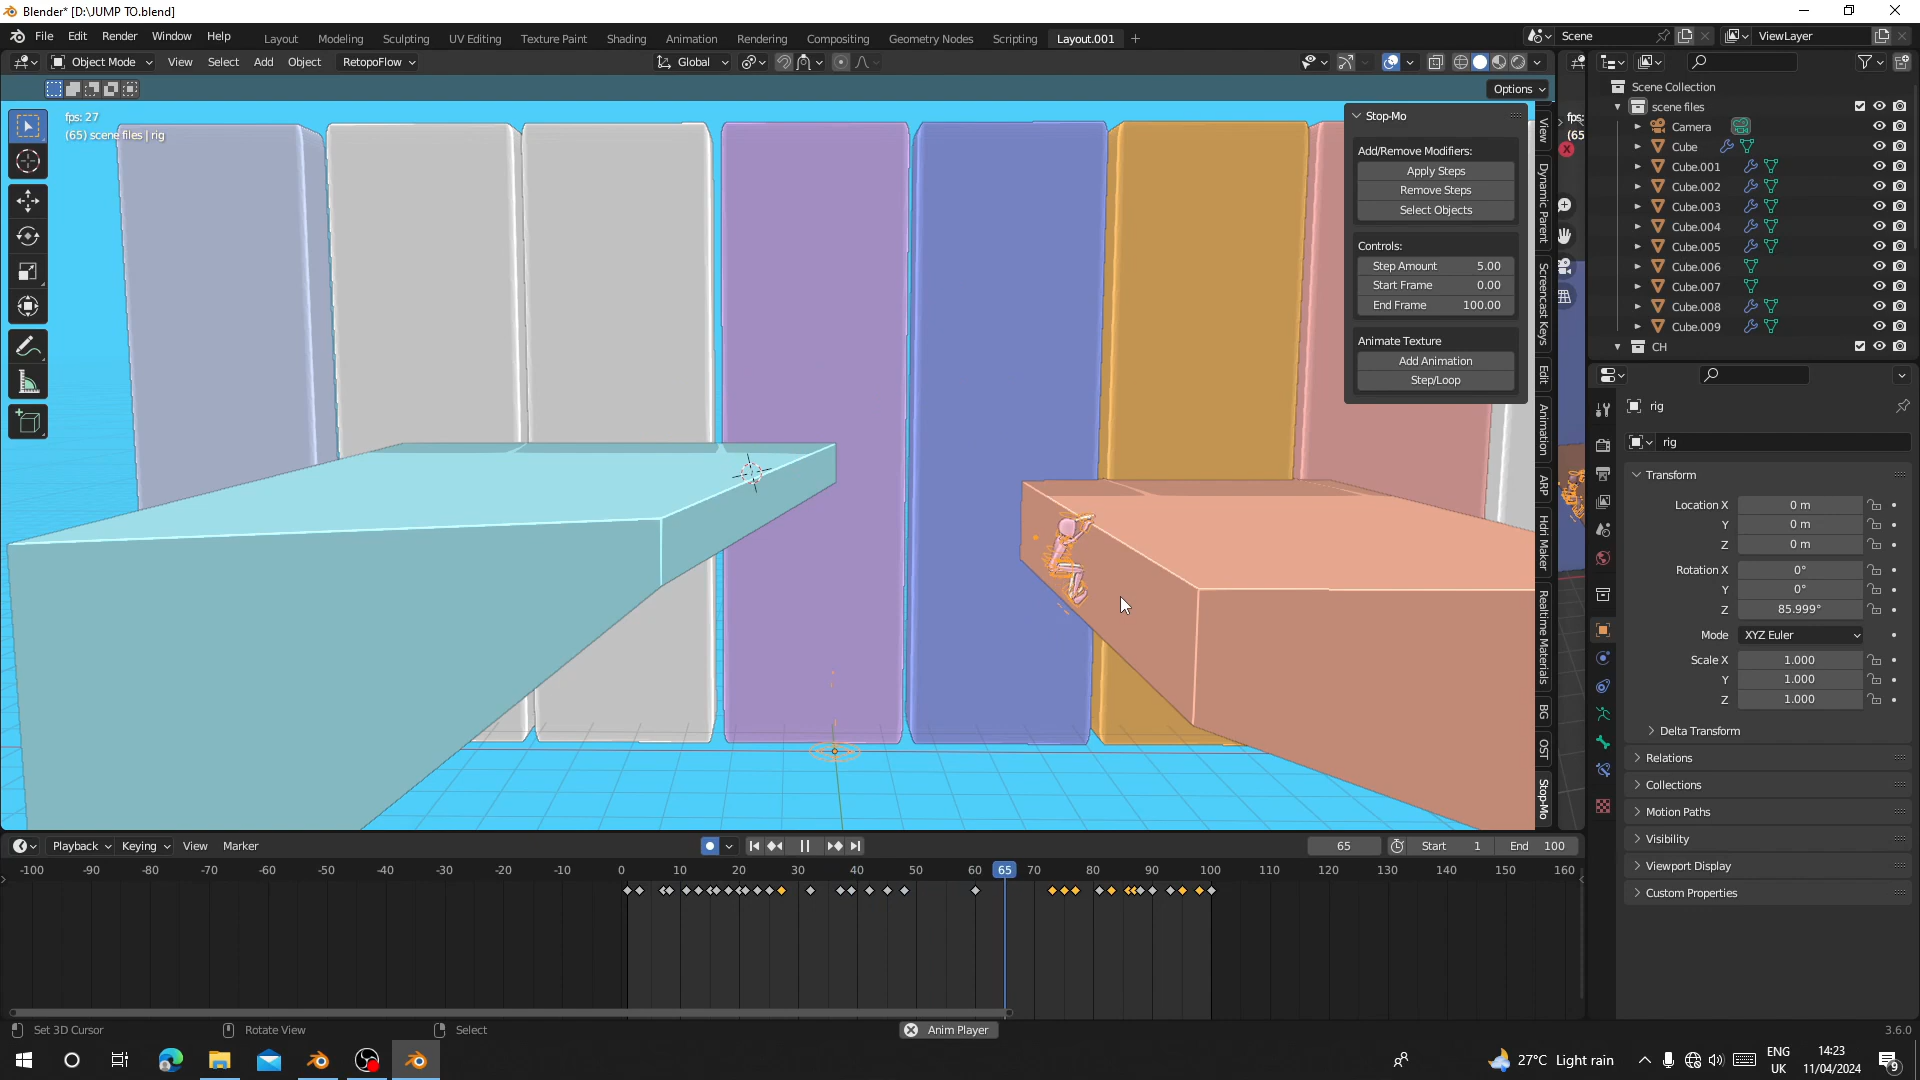 Blender* [D:\JUMP TO.blend]
File Edit Render Window Help
Layout Modeling Sculpting UV Editing Texture Paint Shading Animation Rendering Compositing Geometry Nodes Scripting Layout.001 +
Scene ViewLayer
Object Mode View Select Add Object RetopoFlow Global
Options
fps: 27
(65) scene files | rig
fps:
(65
Stop-Mo
Add/Remove Modifiers:
Apply Steps
Remove Steps
Select Objects
Controls:
Step Amount 5.00
Start Frame 0.00
End Frame 100.00
Animate Texture
Add Animation
Step/Loop
View
Dynamic Parent
Screencast Keys
Edit
Animation
ARP
Hdri Maker
Realtime Materials
BG
OST
Stop-Mo
Scene Collection
scene files
Camera
Cube
Cube.001
Cube.002
Cube.003
Cube.004
Cube.005
Cube.006
Cube.007
Cube.008
Cube.009
CH
rig
rig
Transform
Location X 0 m
Y 0 m
Z 0 m
Rotation X 0°
Y 0°
Z 85.999°
Mode XYZ Euler
Scale X 1.000
Y 1.000
Z 1.000
Delta Transform
Relations
Collections
Motion Paths
Visibility
Viewport Display
Custom Properties
Playback Keying View Marker 65 Start 1 End 100
-100 -90 -80 -70 -60 -50 -40 -30 -20 -10 0 10 20 30 40 50 60 65 70 80 90 100 110 120 130 140 150 160
Set 3D Cursor Rotate View Select Anim Player 3.6.0
27°C Light rain
ENG
UK
14:23
11/04/2024
9